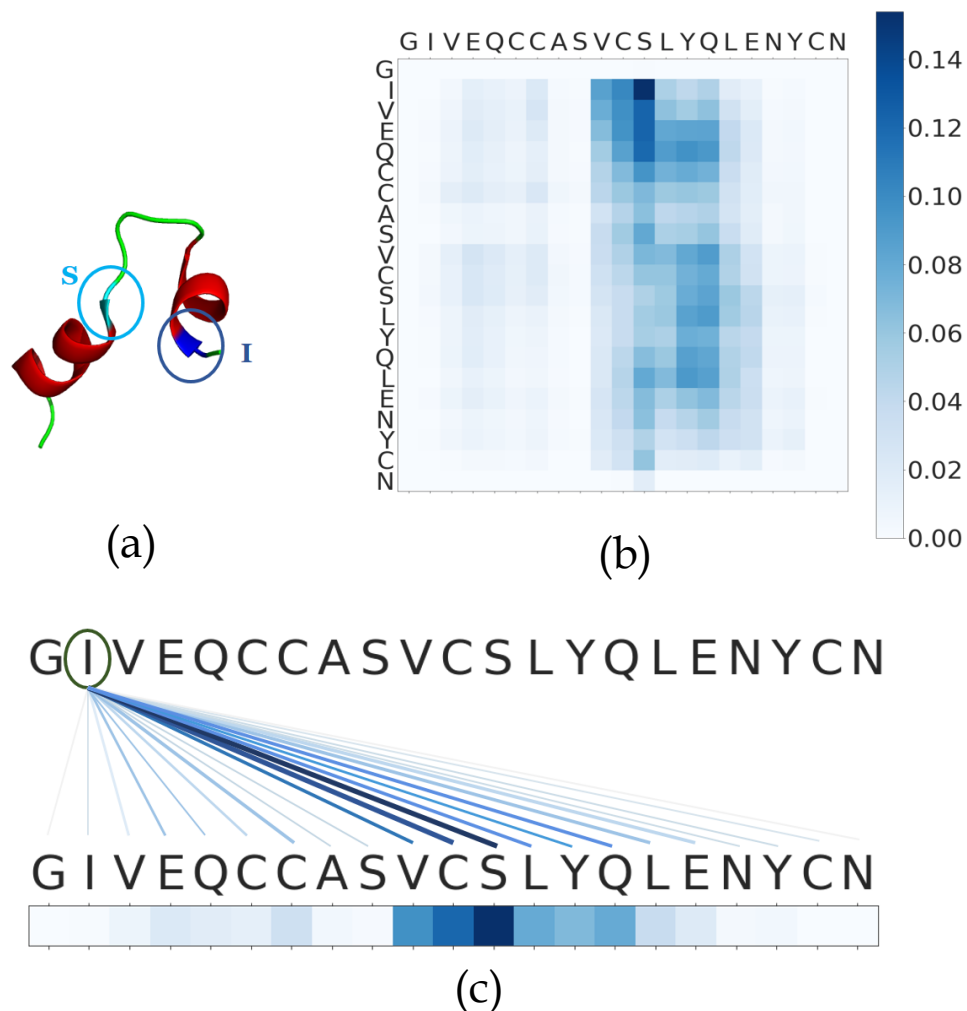 G I V E Q C C A S V C S L Y Q L E N Y C N
G
I
V
E
Q
C
C
A
S
V
C
S
L
Y
Q
L
E
N
Y
C
N
0.14
0.12
0.10
0.08
0.06
0.04
0.02
0.00
S
I
(a)
(b)
G I V E Q C C A S V C S L Y Q L E N Y C N
G I V E Q C C A S V C S L Y Q L E N Y C N
(c)